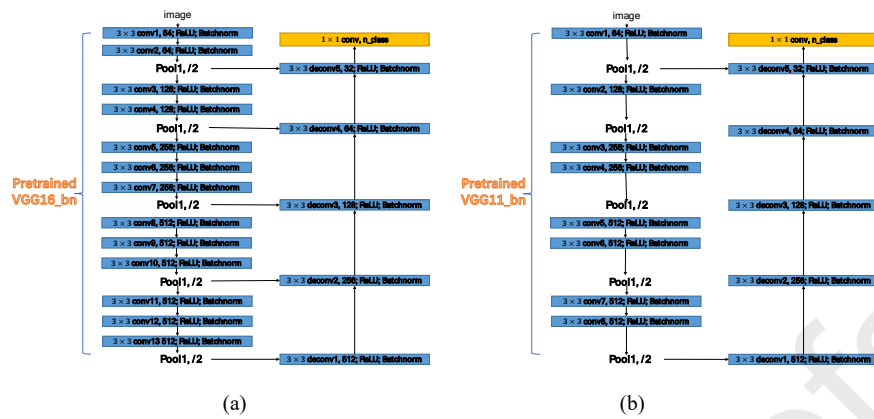 image
3 × 3 conv1, 64; ReLU; Batchnorm
3 × 3 conv2, 64; ReLU; Batchnorm
Pool1, /2
3 × 3 conv3, 128; ReLU; Batchnorm
3 × 3 conv4, 128; ReLU; Batchnorm
Pool1, /2
3 × 3 conv5, 256; ReLU; Batchnorm
3 × 3 conv6, 256; ReLU; Batchnorm
3 × 3 conv7, 256; ReLU; Batchnorm
Pool1, /2
3 × 3 conv8, 512; ReLU; Batchnorm
3 × 3 conv9, 512; ReLU; Batchnorm
3 × 3 conv10, 512; ReLU; Batchnorm
Pool1, /2
3 × 3 conv11, 512; ReLU; Batchnorm
3 × 3 conv12, 512; ReLU; Batchnorm
3 × 3 conv13 512; ReLU; Batchnorm
Pool1, /2
Pretrained
VGG16_bn
1 × 1 conv, n_class
3 × 3 deconv5, 32; ReLU; Batchnorm
3 × 3 deconv4, 64; ReLU; Batchnorm
3 × 3 deconv3, 128; ReLU; Batchnorm
3 × 3 deconv2, 256; ReLU; Batchnorm
3 × 3 deconv1, 512; ReLU; Batchnorm
(a)
image
3 × 3 conv1, 64; ReLU; Batchnorm
Pool1, /2
3 × 3 conv2, 128; ReLU; Batchnorm
Pool1, /2
3 × 3 conv3, 256; ReLU; Batchnorm
3 × 3 conv4, 256; ReLU; Batchnorm
Pool1, /2
3 × 3 conv5, 512; ReLU; Batchnorm
3 × 3 conv6, 512; ReLU; Batchnorm
Pool1, /2
3 × 3 conv7, 512; ReLU; Batchnorm
3 × 3 conv8, 512; ReLU; Batchnorm
Pool1, /2
Pretrained
VGG11_bn
1 × 1 conv, n_class
3 × 3 deconv5, 32; ReLU; Batchnorm
3 × 3 deconv4, 64; ReLU; Batchnorm
3 × 3 deconv3, 128; ReLU; Batchnorm
3 × 3 deconv2, 256; ReLU; Batchnorm
3 × 3 deconv1, 512; ReLU; Batchnorm
(b)